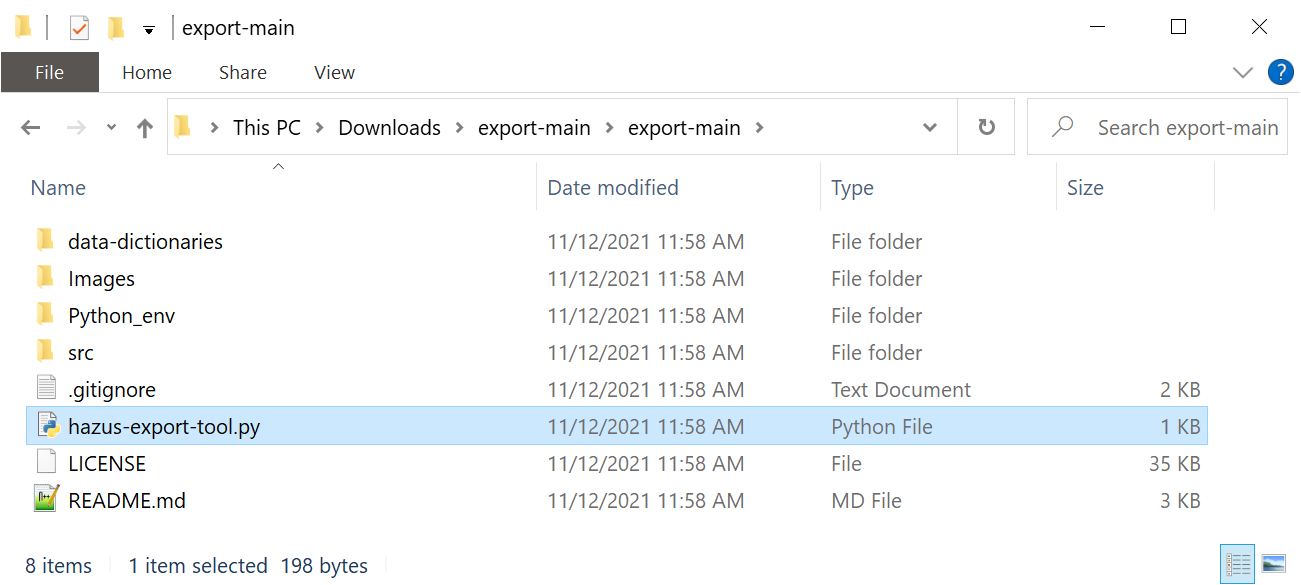 export-main
File Home Share View ?
This PC Downloads export-main export-main Search export-main
Name Date modified Type Size
data-dictionaries 11/12/2021 11:58 AM File folder
Images 11/12/2021 11:58 AM File folder
Python_env 11/12/2021 11:58 AM File folder
src 11/12/2021 11:58 AM File folder
.gitignore 11/12/2021 11:58 AM Text Document 2 KB
hazus-export-tool.py 11/12/2021 11:58 AM Python File 1 KB
LICENSE 11/12/2021 11:58 AM File 35 KB
README.md 11/12/2021 11:58 AM MD File 3 KB
8 items 1 item selected 198 bytes